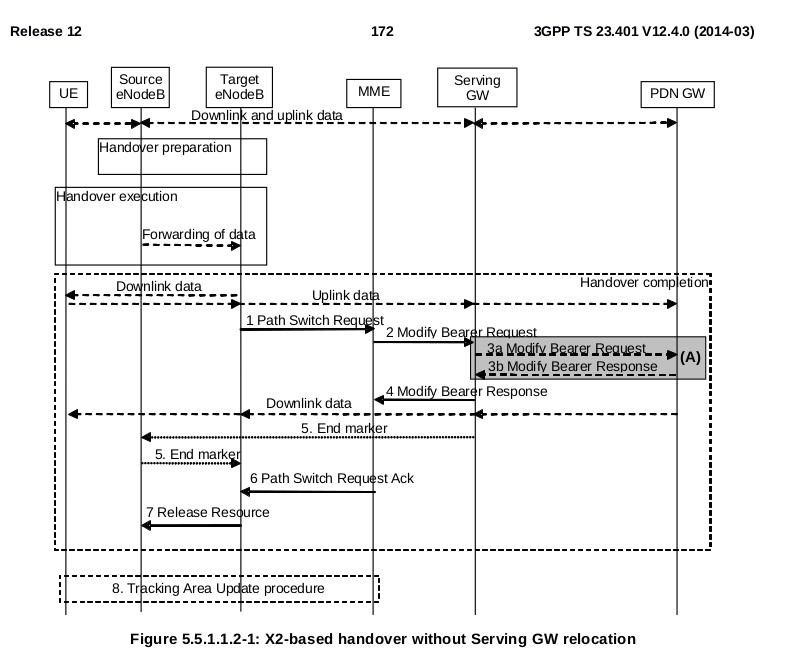 Release 12 172 3GPP TS 23.401 V12.4.0 (2014-03)
UE
Source
eNodeB
Target
eNodeB
MME
Serving
GW
PDN GW
Downlink and uplink data
Handover preparation
Handover execution
Forwarding of data
Handover completion
Downlink data
Uplink data
1 Path Switch Request
2 Modify Bearer Request
3a Modify Bearer Request
(A)
3b Modify Bearer Response
4 Modify Bearer Response
Downlink data
5. End marker
5. End marker
6 Path Switch Request Ack
7 Release Resource
8. Tracking Area Update procedure
Figure 5.5.1.1.2-1: X2-based handover without Serving GW relocation